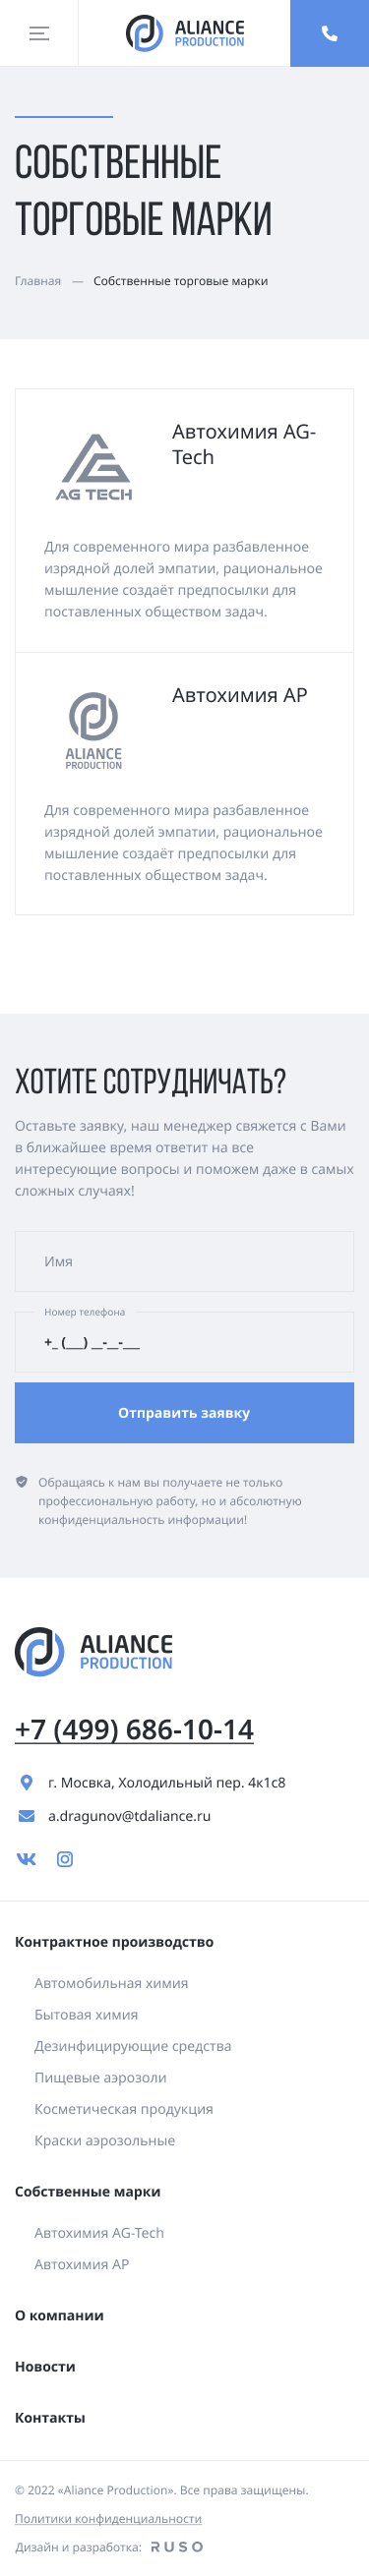 ALIANCE
PRODUCTION
СОБСТВЕННЫЕ
ТОРГОВЫЕ МАРКИ
Главная — Собственные торговые марки
Автохимия AG-
Tech
AG TECH
Для современного мира разбавленное
изрядной долей эмпатии, рациональное
мышление создаёт предпосылки для
поставленных обществом задач.
Автохимия AP
ALIANCE
PRODUCTION
Для современного мира разбавленное
изрядной долей эмпатии, рациональное
мышление создаёт предпосылки для
поставленных обществом задач.
ХОТИТЕ СОТРУДНИЧАТЬ?
Оставьте заявку, наш менеджер свяжется с Вами
в ближайшее время ответит на все
интересующие вопросы и поможем даже в самых
сложных случаях!
Имя
Номер телефона
+_ (___) __-__-___
Отправить заявку
Обращаясь к нам вы получаете не только
профессиональную работу, но и абсолютную
конфиденциальность информации!
ALIANCE
PRODUCTION
+7 (499) 686-10-14
г. Мосвка, Холодильный пер. 4к1с8
a.dragunov@tdaliance.ru
Контрактное производство
Автомобильная химия
Бытовая химия
Дезинфицирующие средства
Пищевые аэрозоли
Косметическая продукция
Краски аэрозольные
Собственные марки
Автохимия AG-Tech
Автохимия AP
О компании
Новости
Контакты
© 2022 «Aliance Production». Все права защищены.
Политики конфиденциальности
Дизайн и разработка: RUSO